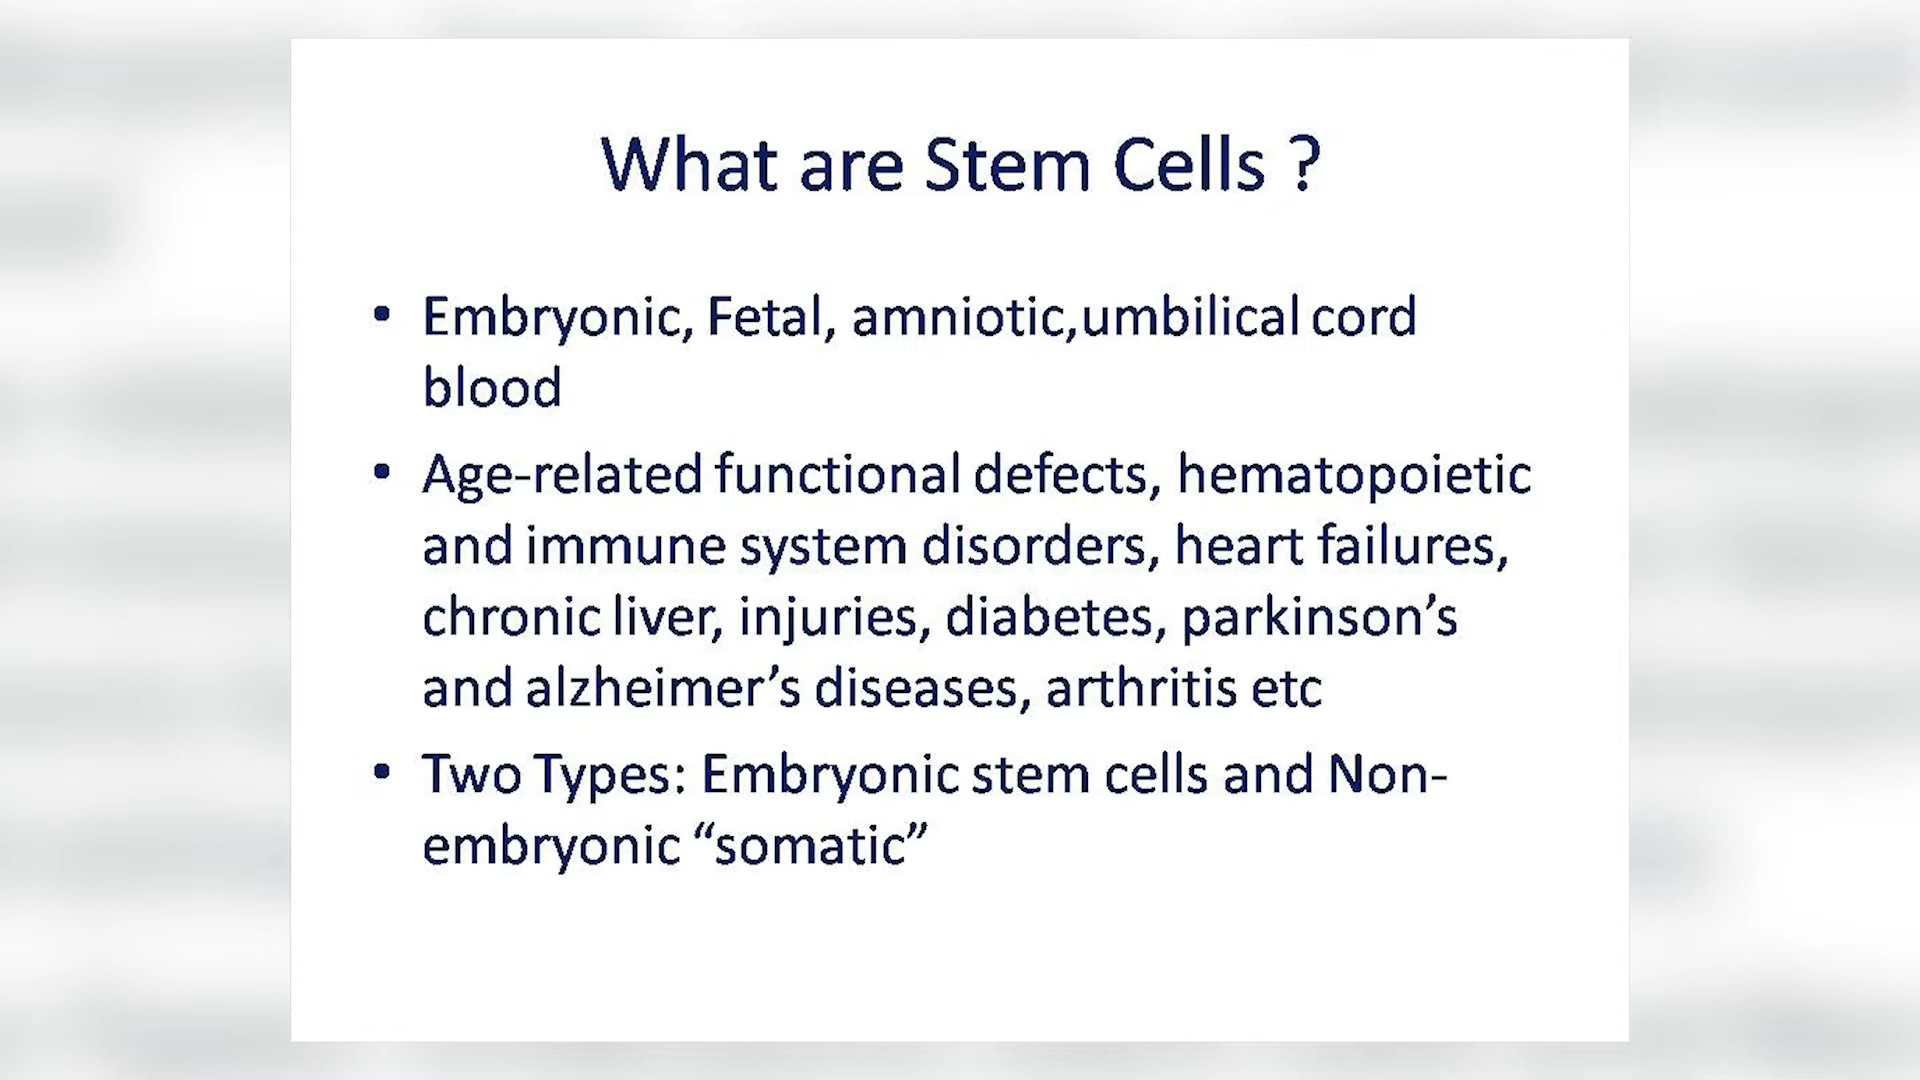 What are Stem Cells ?
• Embryonic, Fetal, amniotic,umbilical cord
blood
• Age-related functional defects, hematopoietic
and immune system disorders, heart failures,
chronic liver, injuries, diabetes, parkinson’s
and alzheimer’s diseases, arthritis etc
• Two Types: Embryonic stem cells and Non-
embryonic “somatic”